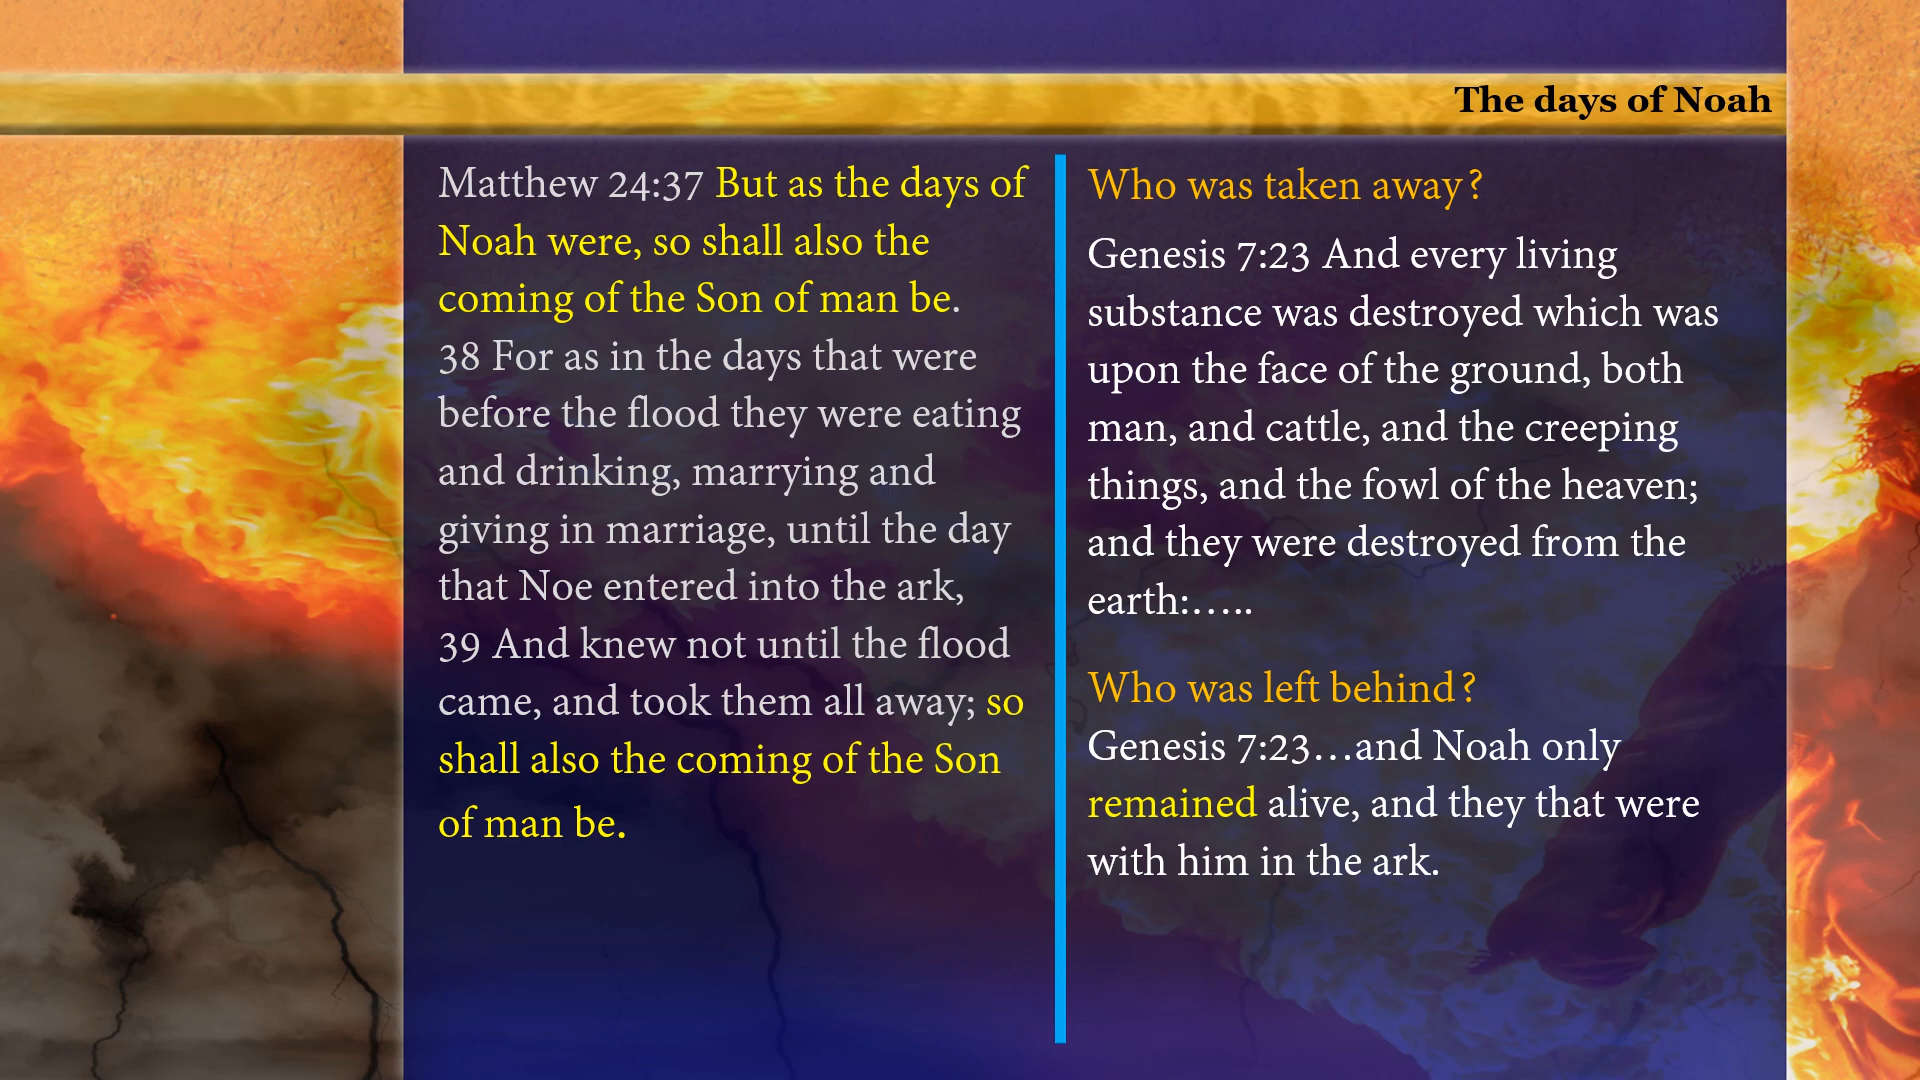 The days of Noah
Matthew 24:37 But as the days of
Noah were, so shall also the
coming of the Son of man be.
38 For as in the days that were
before the flood they were eating
and drinking, marrying and
giving in marriage, until the day
that Noe entered into the ark,
39 And knew not until the flood
came, and took them all away; so
shall also the coming of the Son
of man be.
Who was taken away?
Genesis 7:23 And every living
substance was destroyed which was
upon the face of the ground, both
man, and cattle, and the creeping
things, and the fowl of the heaven;
and they were destroyed from the
earth:…..
Who was left behind?
Genesis 7:23…and Noah only
remained alive, and they that were
with him in the ark.